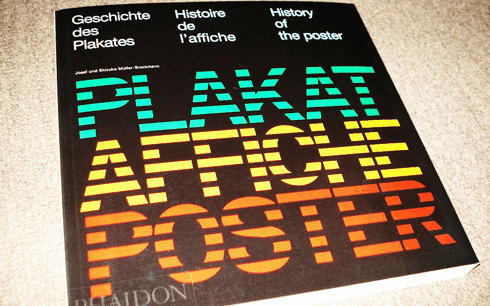 Geschichte
des
Plakates
Histoire
de
l'affiche
History
of
the poster
Josef und Shizuko Müller-Brockmann
PLAKAT
AFFICHE
POSTER
PHAIDON